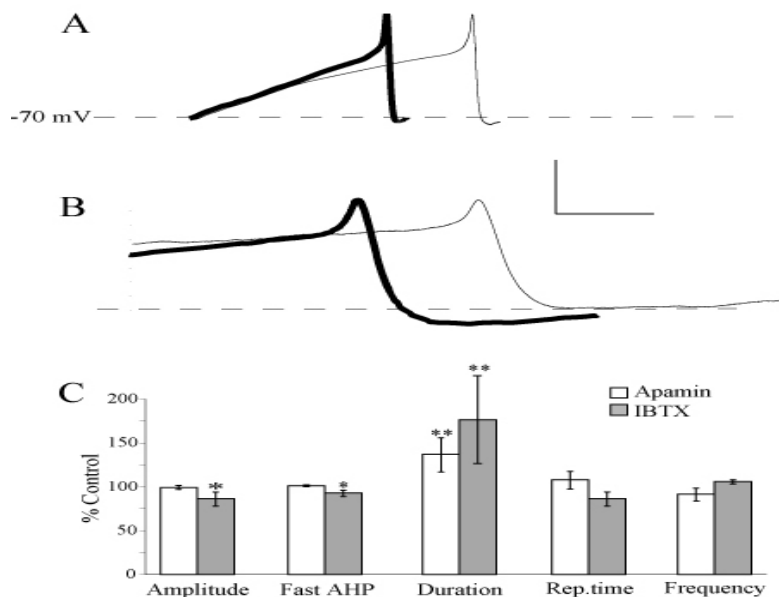 A
-70 mV
B
C
% Control
200
150
100
50
0
Apamin
IBTX
*
*
**
**
Amplitude
Fast AHP
Duration
Rep.time
Frequency